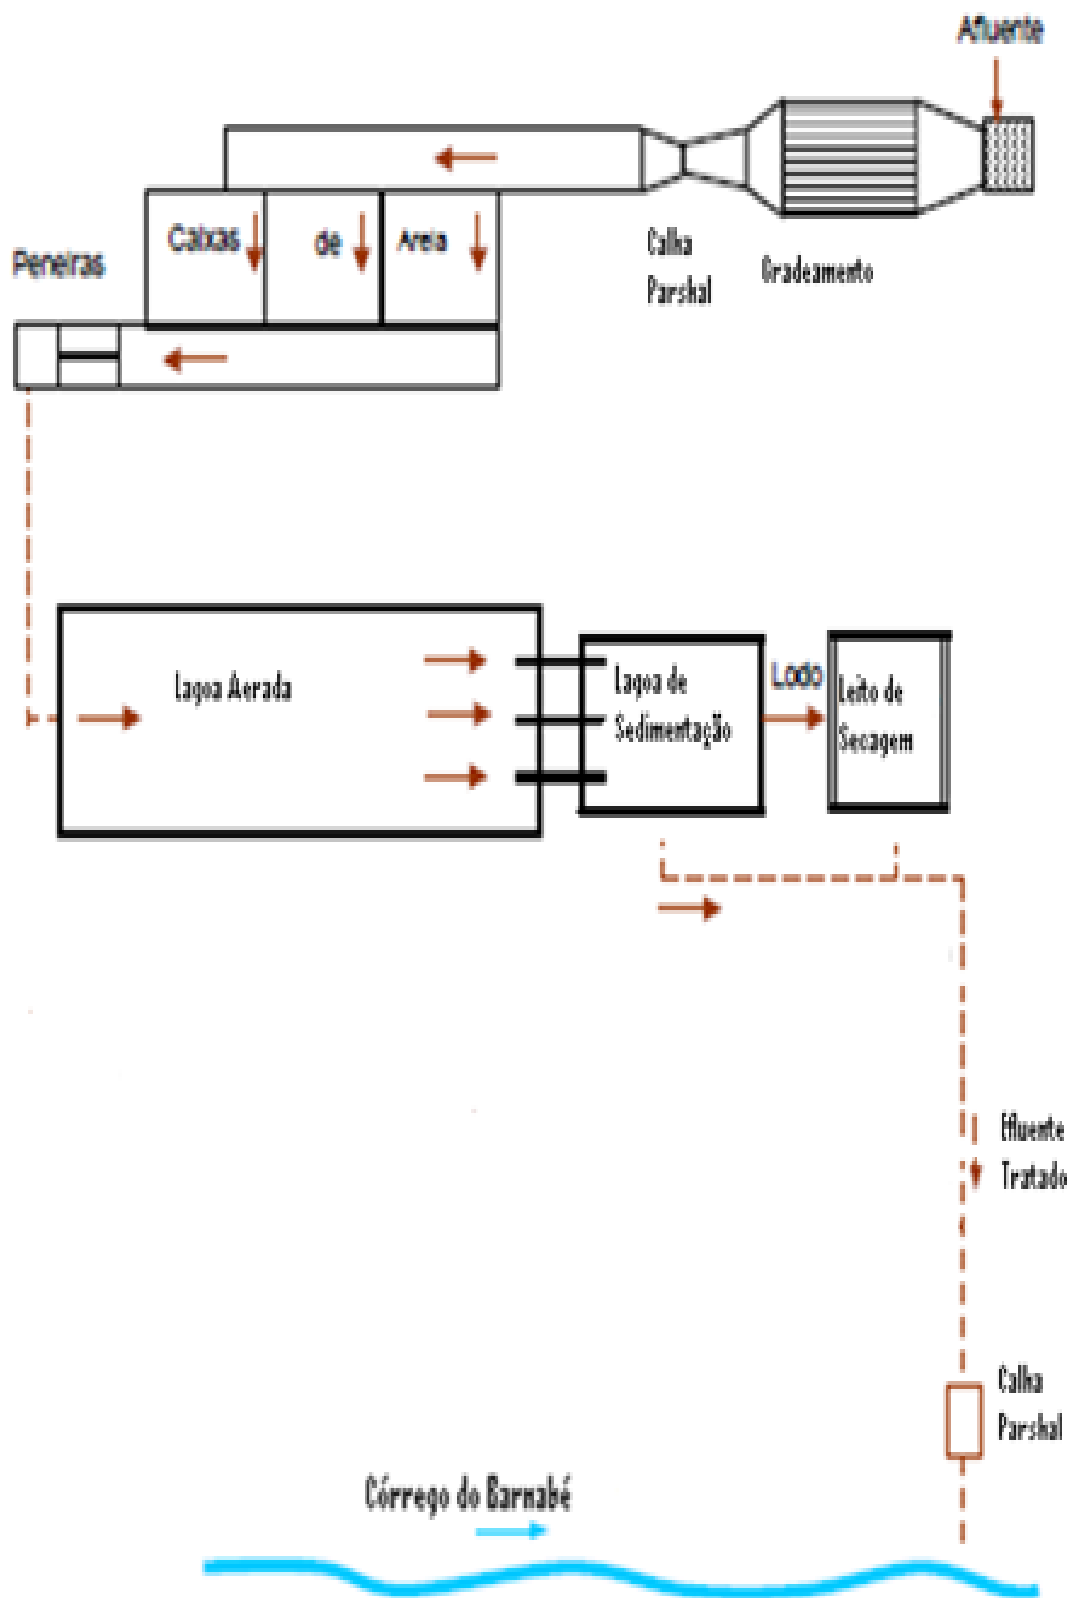 Afluente
Caixas de Areia
Peneiras
Calha
Parshal
Gradeamento
Lagoa Aerada
Lagoa de
Sedimentação
Lodo
Leito de
Secagem
Efluente
Tratado
Calha
Parshal
Córrego do Barnabé